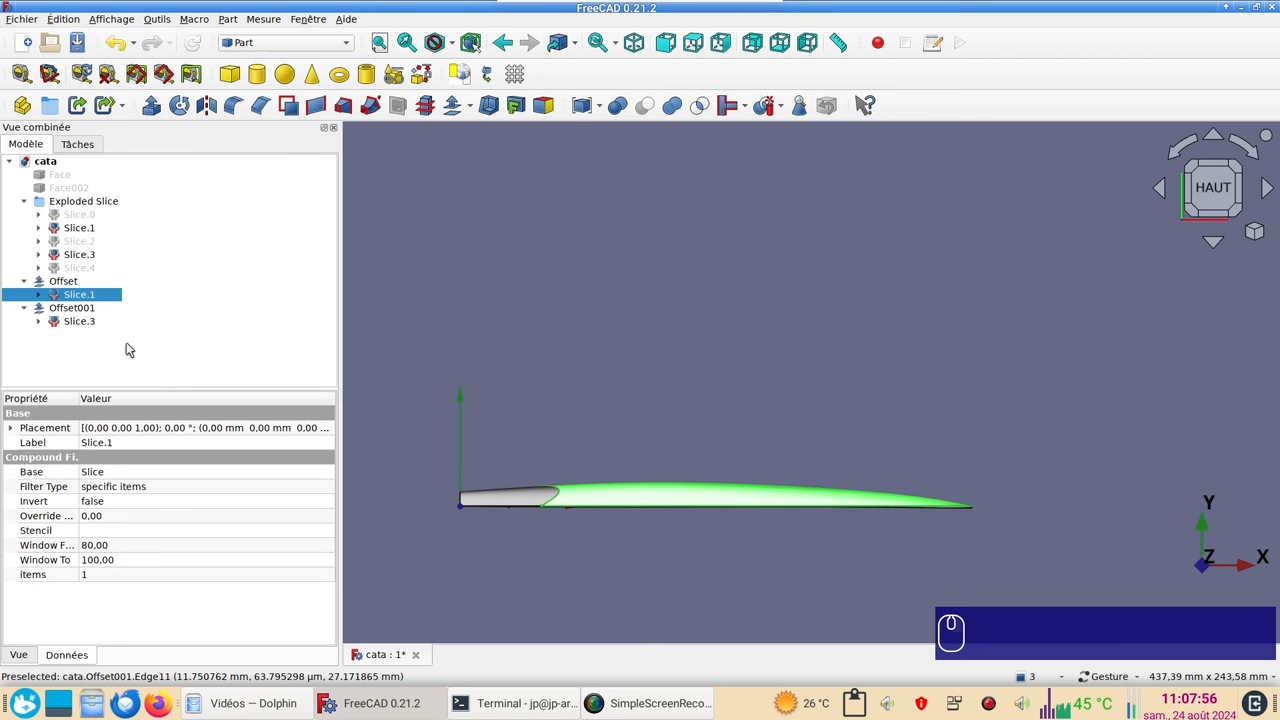 FreeCAD 0.21.2
Fichier Édition Affichage Outils Macro Part Mesure Fenêtre Aide
Part
Vue combinée
Modèle Tâches
cata
Face
Face002
Exploded Slice
Slice.0
Slice.1
Slice.2
Slice.3
Slice.4
Offset
Slice.1
Offset001
Slice.3
HAUT
Propriété Valeur
Base
Placement [(0,00 0,00 1,00); 0,00 °; (0,00 mm 0,00 mm 0,00 ...
Label Slice.1
Compound Fi.
Base Slice
Filter Type specific items
Invert false
Override ... 0,00
Stencil
Window F... 80,00
Window To 100,00
items 1
Y
Z X
Vue Données
cata : 1*
Preselected: cata.Offset001.Edge11 (11.750762 mm, 63.795298 µm, 27.171865 mm)
3 Gesture 437,39 mm x 243,58 mm
Vidéos — Dolphin
FreeCAD 0.21.2
Terminal - jp@jp-ar...
SimpleScreenReco...
26 °C
45 °C
11:07:56
sam., 24 août 2024